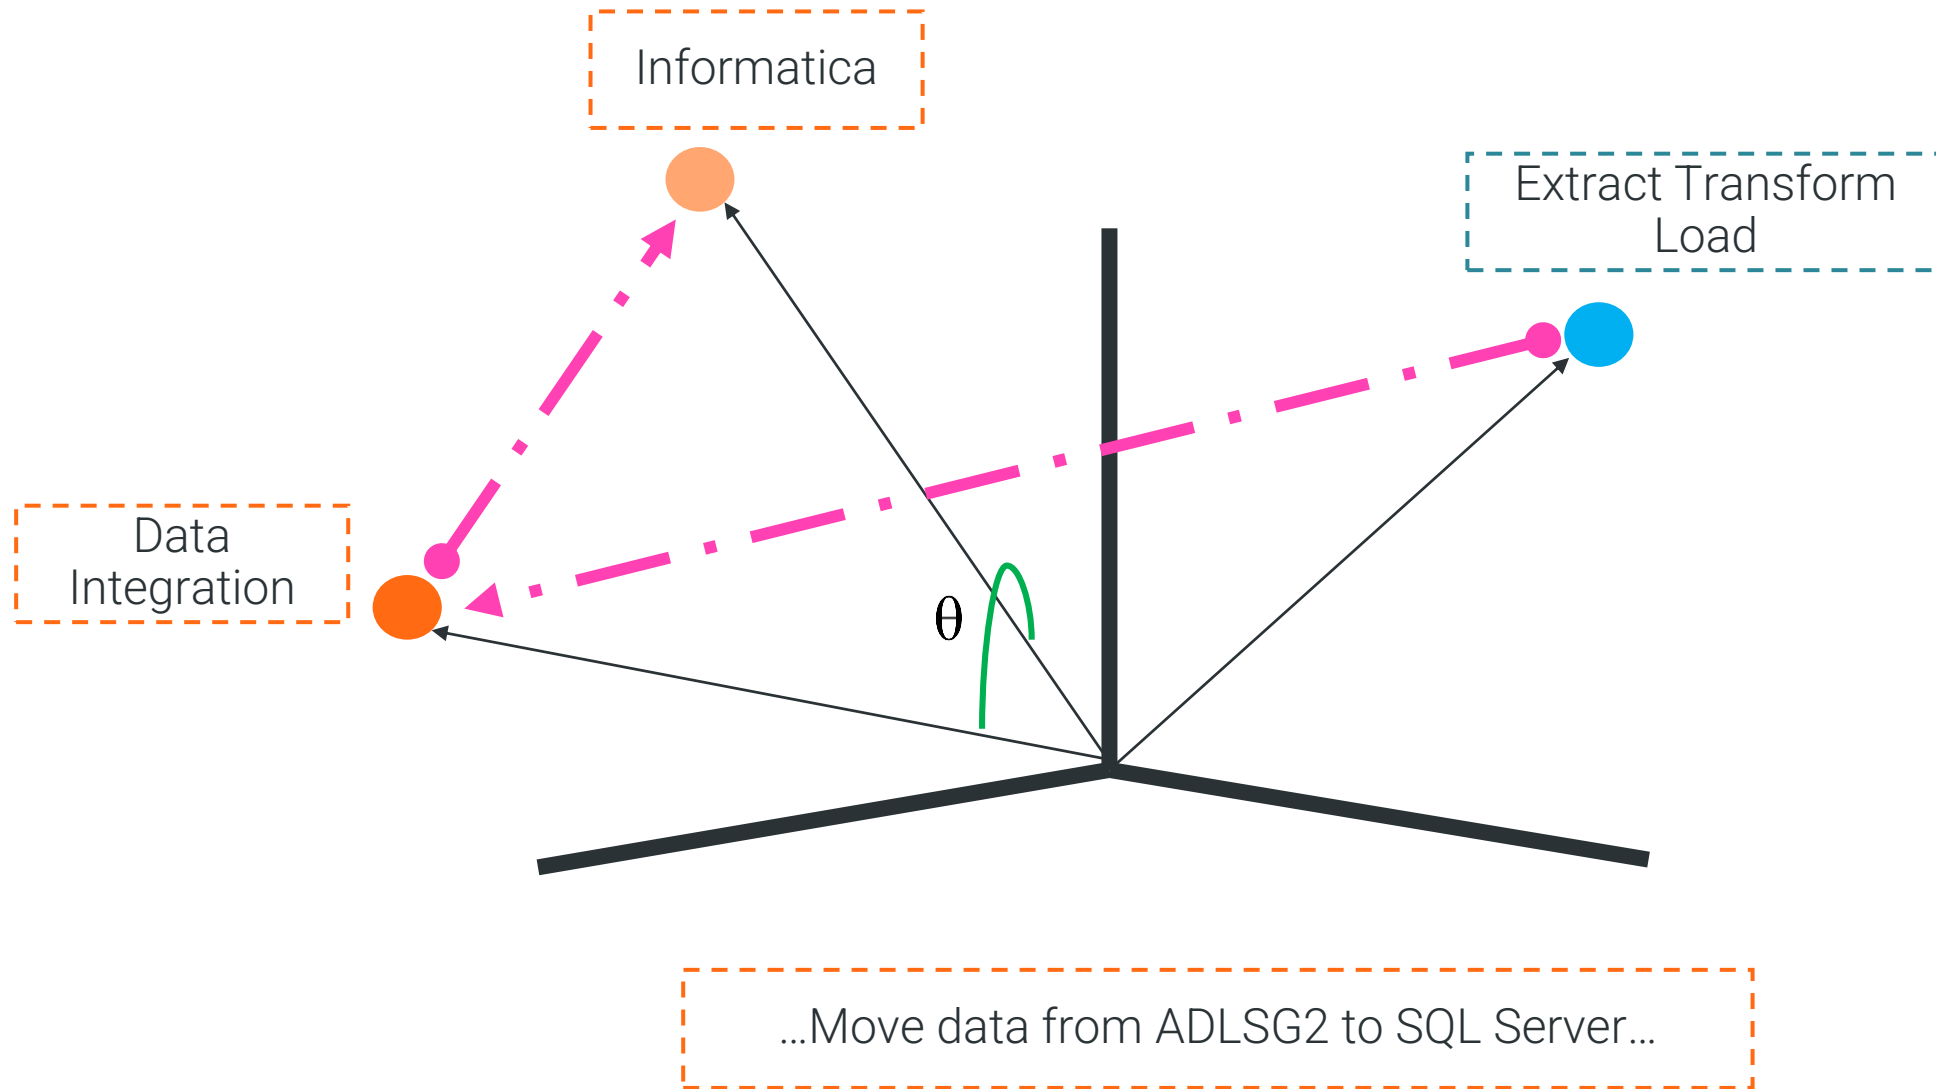 Informatica
Extract Transform
Load
Data
Integration
θ
...Move data from ADLSG2 to SQL Server...